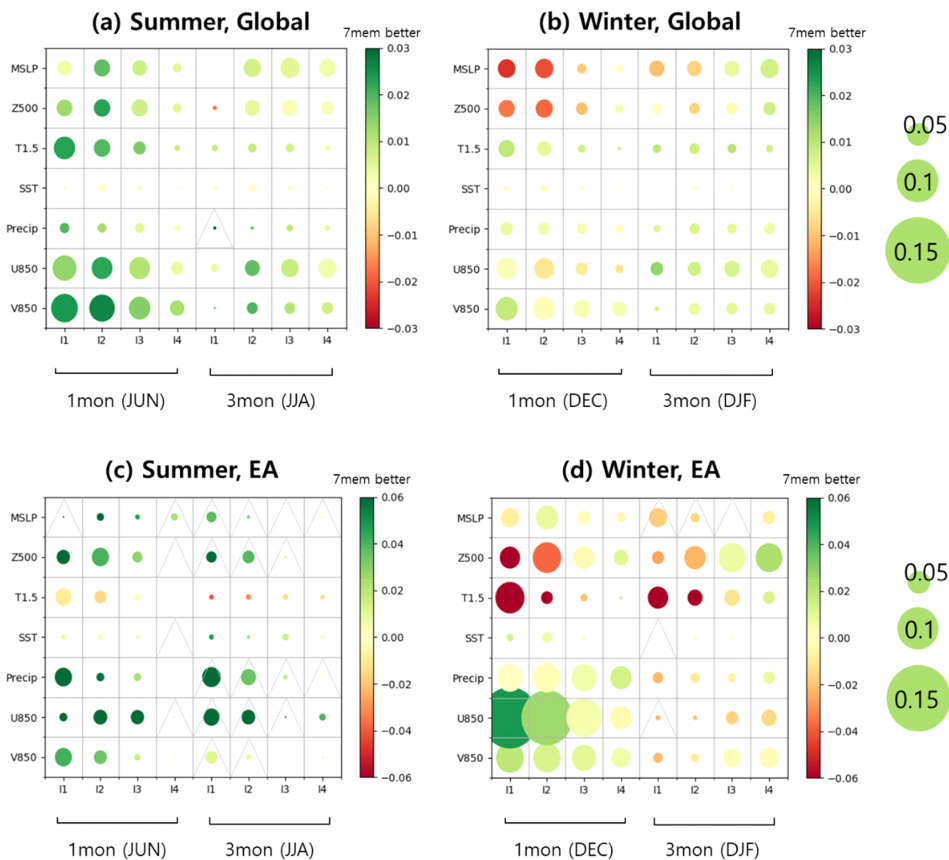 (a) Summer, Global
7mem better
MSLP
Z500
T1.5
SST
Precip
U850
V850
l1 l2 l3 l4 l1 l2 l3 l4
1mon (JUN) 3mon (JJA)
0.03
0.02
0.01
0.00
−0.01
−0.02
−0.03
(b) Winter, Global
7mem better
MSLP
Z500
T1.5
SST
Precip
U850
V850
l1 l2 l3 l4 l1 l2 l3 l4
1mon (DEC) 3mon (DJF)
0.03
0.02
0.01
0.00
−0.01
−0.02
−0.03
0.05
0.1
0.15
(c) Summer, EA
7mem better
MSLP
Z500
T1.5
SST
Precip
U850
V850
l1 l2 l3 l4 l1 l2 l3 l4
1mon (JUN) 3mon (JJA)
0.06
0.04
0.02
0.00
−0.02
−0.04
−0.06
(d) Winter, EA
7mem better
MSLP
Z500
T1.5
SST
Precip
U850
V850
l1 l2 l3 l4 l1 l2 l3 l4
1mon (DEC) 3mon (DJF)
0.06
0.04
0.02
0.00
−0.02
−0.04
−0.06
0.05
0.1
0.15